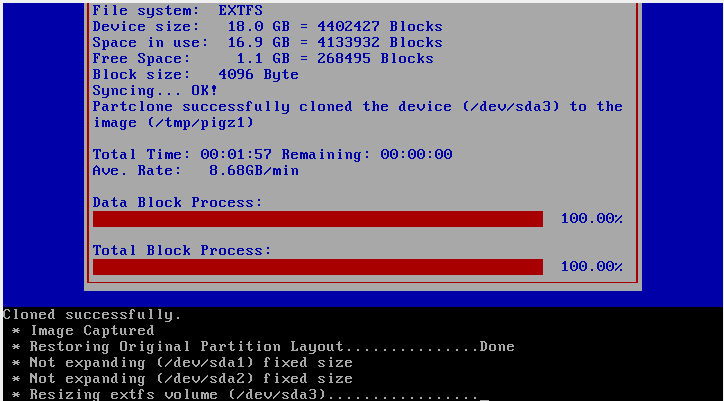 File system:  EXTFS
Device size:   18.0 GB = 4402427 Blocks
Space in use:  16.9 GB = 4133932 Blocks
Free Space:     1.1 GB = 268495 Blocks
Block size:   4096 Byte
Syncing... OK!
Partclone successfully cloned the device (/dev/sda3) to the
image (/tmp/pigz1)
Total Time: 00:01:57 Remaining: 00:00:00
Ave. Rate:   8.68GB/min
Data Block Process:
100.00%
Total Block Process:
100.00%
Cloned successfully.
* Image Captured
* Restoring Original Partition Layout...............Done
* Not expanding (/dev/sda1) fixed size
* Not expanding (/dev/sda2) fixed size
* Resizing extfs volume (/dev/sda3)................._